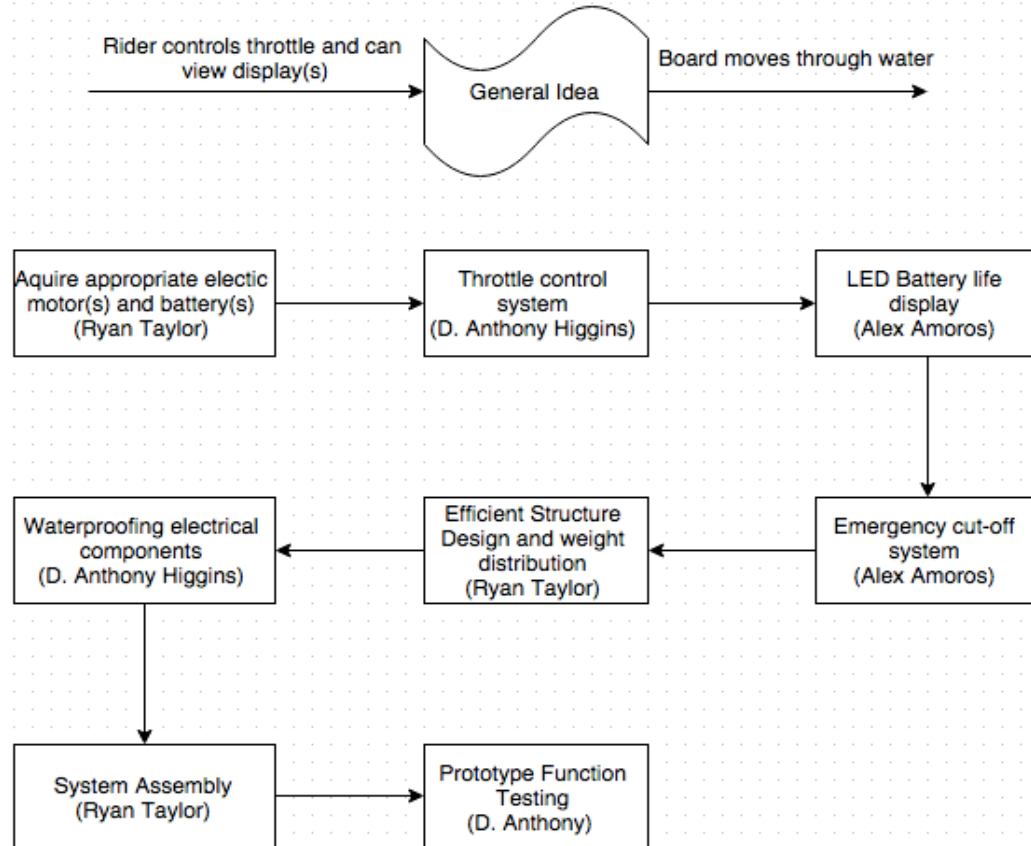 Rider controls throttle and can
view display(s)
General Idea
Board moves through water
Aquire appropriate electic
motor(s) and battery(s)
(Ryan Taylor)
Throttle control
system
(D. Anthony Higgins)
LED Battery life
display
(Alex Amoros)
Waterproofing electrical
components
(D. Anthony Higgins)
Efficient Structure
Design and weight
distribution
(Ryan Taylor)
Emergency cut-off
system
(Alex Amoros)
System Assembly
(Ryan Taylor)
Prototype Function
Testing
(D. Anthony)